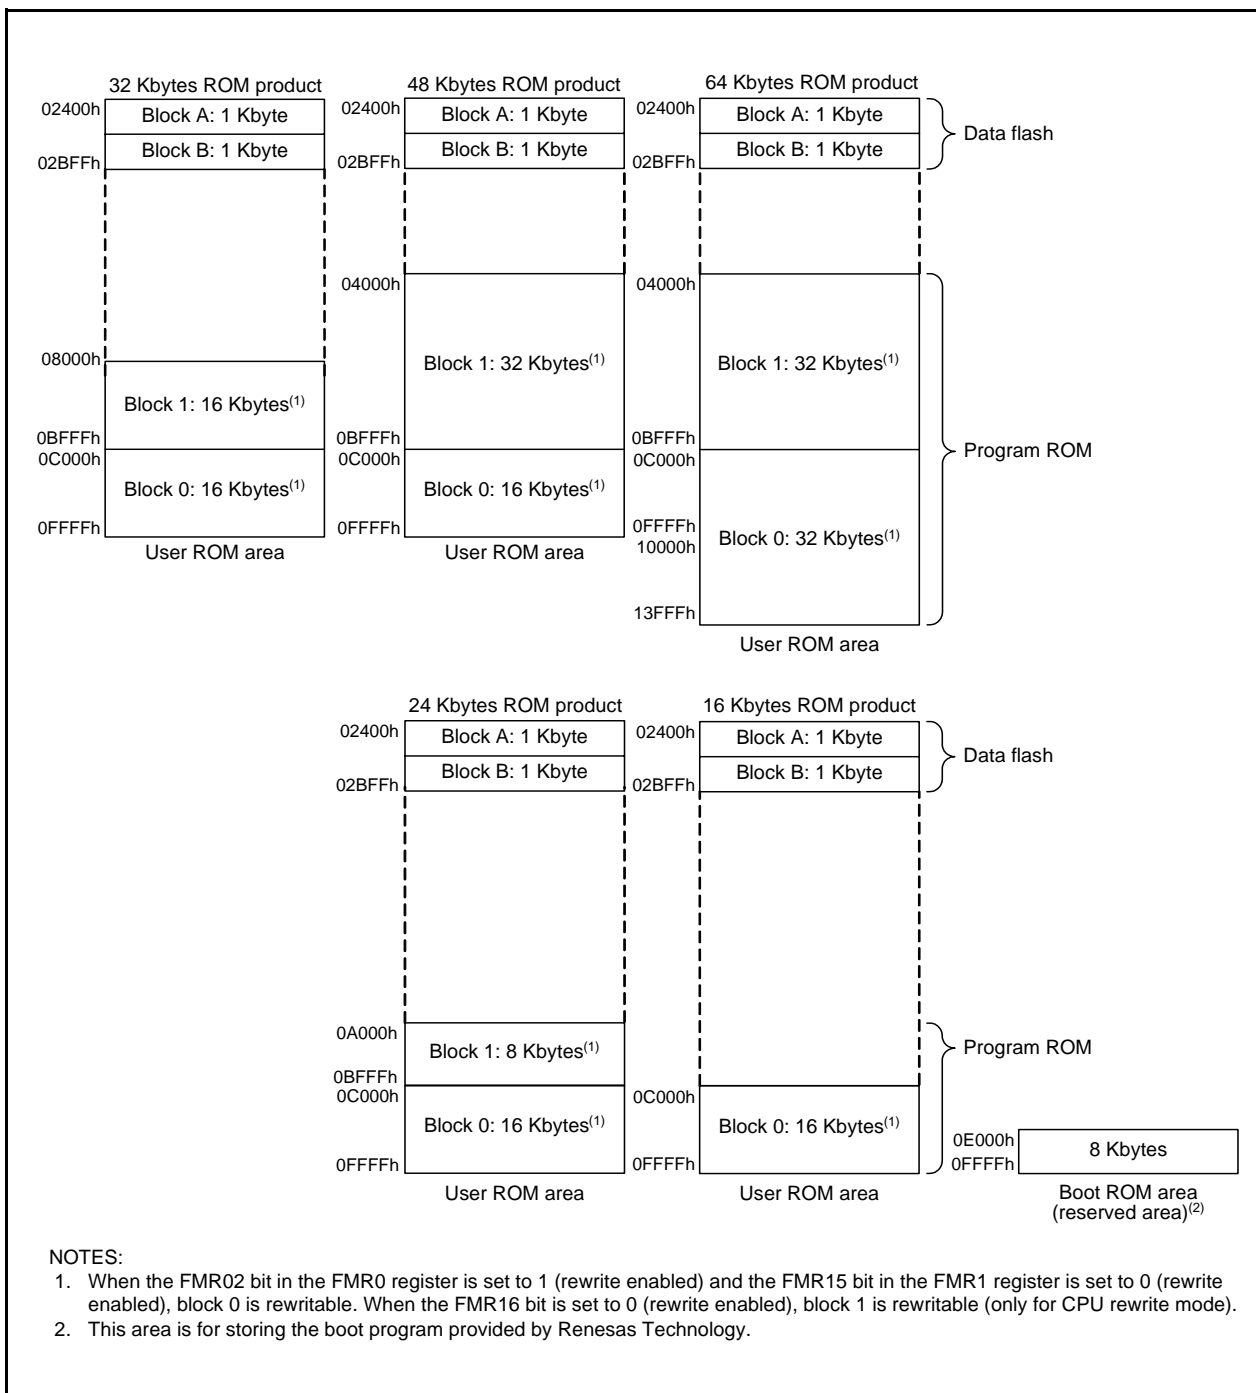 32 Kbytes ROM product
02400h
Block A: 1 Kbyte
Block B: 1 Kbyte
02BFFh
08000h
Block 1: 16 Kbytes(1)
0BFFFh
0C000h
Block 0: 16 Kbytes(1)
0FFFFh
User ROM area
48 Kbytes ROM product
02400h
Block A: 1 Kbyte
Block B: 1 Kbyte
02BFFh
04000h
Block 1: 32 Kbytes(1)
0BFFFh
0C000h
Block 0: 16 Kbytes(1)
0FFFFh
User ROM area
64 Kbytes ROM product
02400h
Block A: 1 Kbyte
Block B: 1 Kbyte
02BFFh
Data flash
04000h
Block 1: 32 Kbytes(1)
0BFFFh
0C000h
Program ROM
0FFFFh
10000h
Block 0: 32 Kbytes(1)
13FFFh
User ROM area
24 Kbytes ROM product
02400h
Block A: 1 Kbyte
Block B: 1 Kbyte
02BFFh
0A000h
Block 1: 8 Kbytes(1)
0BFFFh
0C000h
Block 0: 16 Kbytes(1)
0FFFFh
User ROM area
16 Kbytes ROM product
02400h
Block A: 1 Kbyte
Block B: 1 Kbyte
02BFFh
Data flash
Program ROM
0C000h
Block 0: 16 Kbytes(1)
0FFFFh
User ROM area
0E000h
8 Kbytes
0FFFFh
Boot ROM area
(reserved area)(2)
NOTES:
1. When the FMR02 bit in the FMR0 register is set to 1 (rewrite enabled) and the FMR15 bit in the FMR1 register is set to 0 (rewrite
enabled), block 0 is rewritable. When the FMR16 bit is set to 0 (rewrite enabled), block 1 is rewritable (only for CPU rewrite mode).
2. This area is for storing the boot program provided by Renesas Technology.